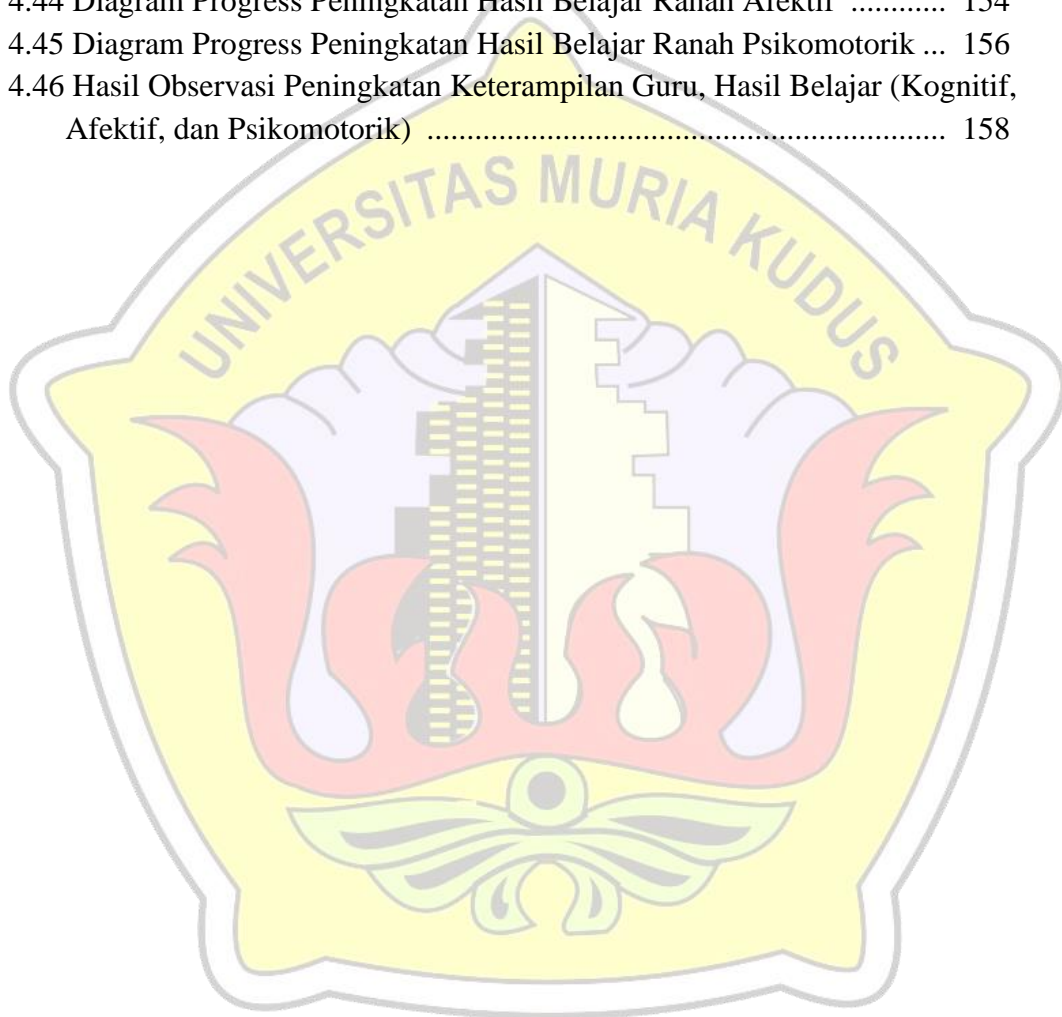 4.44 Diagram Progress Peningkatan Hasil Belajar Ranah Afektif ............ 154
4.45 Diagram Progress Peningkatan Hasil Belajar Ranah Psikomotorik ... 156
4.46 Hasil Observasi Peningkatan Keterampilan Guru, Hasil Belajar (Kognitif,
Afektif, dan Psikomotorik) .................................................................. 158
UNIVERSITAS MURIA KUDUS